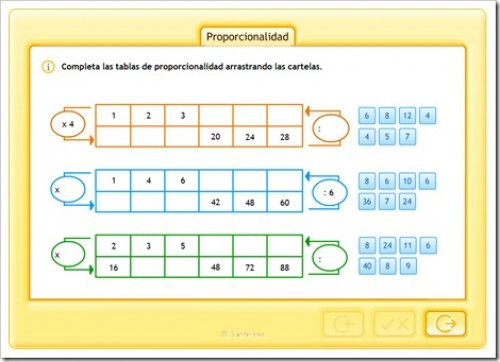 Proporcionalidad
i Completa las tablas de proporcionalidad arrastrando las cartelas.
x 4 1 2 3 :
20 24 28
6 8 12 4
4 5 7
x 1 4 6 : 6
42 48 60
8 6 10 6
36 7 24
x 2 3 5 :
16 48 72 88
8 24 11 6
40 8 9
© Santillana